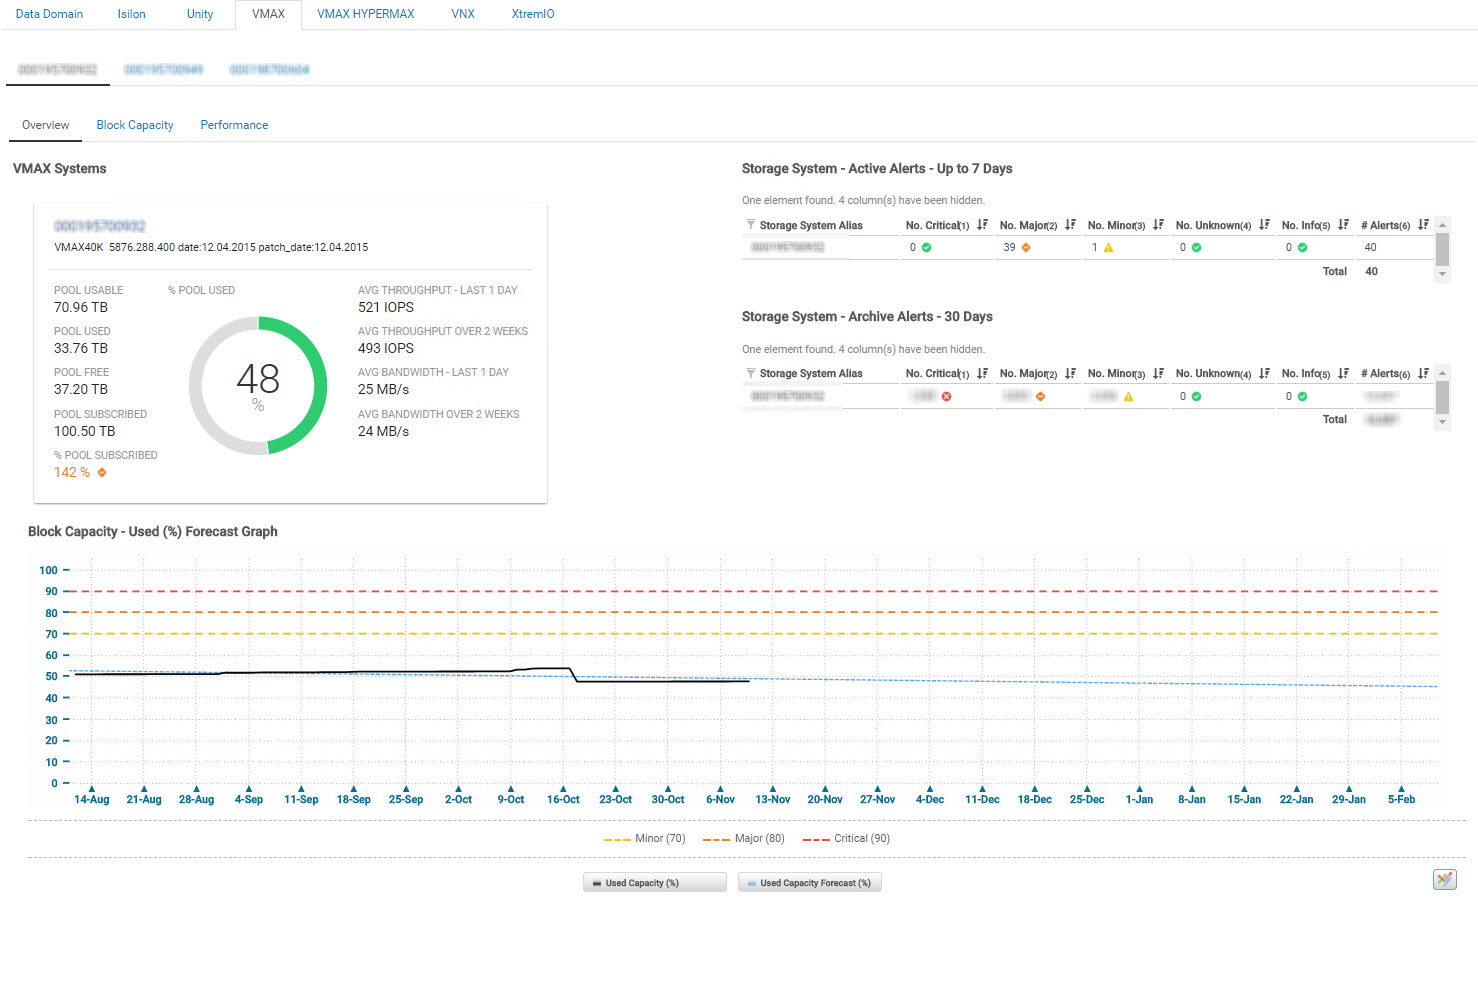 Data Domain Isilon Unity VMAX VMAX HYPERMAX VNX XtremIO
Overview Block Capacity Performance
VMAX Systems
VMAX40K 5876.288.400 date:12.04.2015 patch_date:12.04.2015
POOL USABLE
70.96 TB
POOL USED
33.76 TB
POOL FREE
37.20 TB
POOL SUBSCRIBED
100.50 TB
% POOL SUBSCRIBED
142 %
% POOL USED
48
%
AVG THROUGHPUT - LAST 1 DAY
521 IOPS
AVG THROUGHPUT OVER 2 WEEKS
493 IOPS
AVG BANDWIDTH - LAST 1 DAY
25 MB/s
AVG BANDWIDTH OVER 2 WEEKS
24 MB/s
Storage System - Active Alerts - Up to 7 Days
One element found. 4 column(s) have been hidden.
Storage System Alias No. Critical(1) No. Major(2) No. Minor(3) No. Unknown(4) No. Info(5) # Alerts(6)
0 39 1 0 0 40
Total 40
Storage System - Archive Alerts - 30 Days
One element found. 4 column(s) have been hidden.
Storage System Alias No. Critical(1) No. Major(2) No. Minor(3) No. Unknown(4) No. Info(5) # Alerts(6)
0 0
Total
Block Capacity - Used (%) Forecast Graph
100
90
80
70
60
50
40
30
20
10
0
14-Aug 21-Aug 28-Aug 4-Sep 11-Sep 18-Sep 25-Sep 2-Oct 9-Oct 16-Oct 23-Oct 30-Oct 6-Nov 13-Nov 20-Nov 27-Nov 4-Dec 11-Dec 18-Dec 25-Dec 1-Jan 8-Jan 15-Jan 22-Jan 29-Jan 5-Feb
Minor (70) Major (80) Critical (90)
Used Capacity (%) Used Capacity Forecast (%)